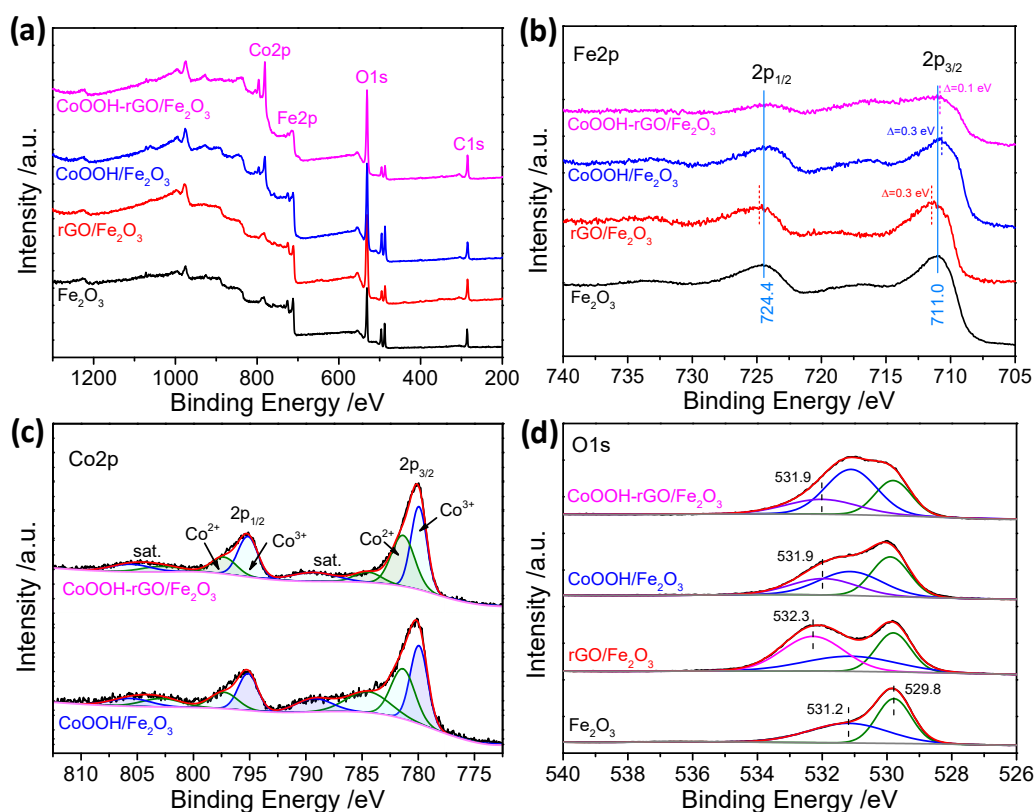 (a)
Co2p
O1s
Fe2p
C1s
CoOOH-rGO/Fe₂O₃
CoOOH/Fe₂O₃
rGO/Fe₂O₃
Fe₂O₃
Intensity /a.u.
1200 1000 800 600 400 200
Binding Energy /eV
(b)
Fe2p
2p₁/₂
2p₃/₂
Δ=0.1 eV
CoOOH-rGO/Fe₂O₃
Δ=0.3 eV
CoOOH/Fe₂O₃
Δ=0.3 eV
rGO/Fe₂O₃
Fe₂O₃
724.4
711.0
Intensity /a.u.
740 735 730 725 720 715 710 705
Binding Energy /eV
(c)
Co2p
2p₃/₂
Co³⁺
2p₁/₂
Co²⁺
Co³⁺
Co²⁺
sat.
sat.
CoOOH-rGO/Fe₂O₃
CoOOH/Fe₂O₃
Intensity /a.u.
810 805 800 795 790 785 780 775
Binding Energy /eV
(d)
O1s
531.9
CoOOH-rGO/Fe₂O₃
531.9
CoOOH/Fe₂O₃
532.3
rGO/Fe₂O₃
529.8
531.2
Fe₂O₃
Intensity /a.u.
540 538 536 534 532 530 528 526
Binding Energy /eV